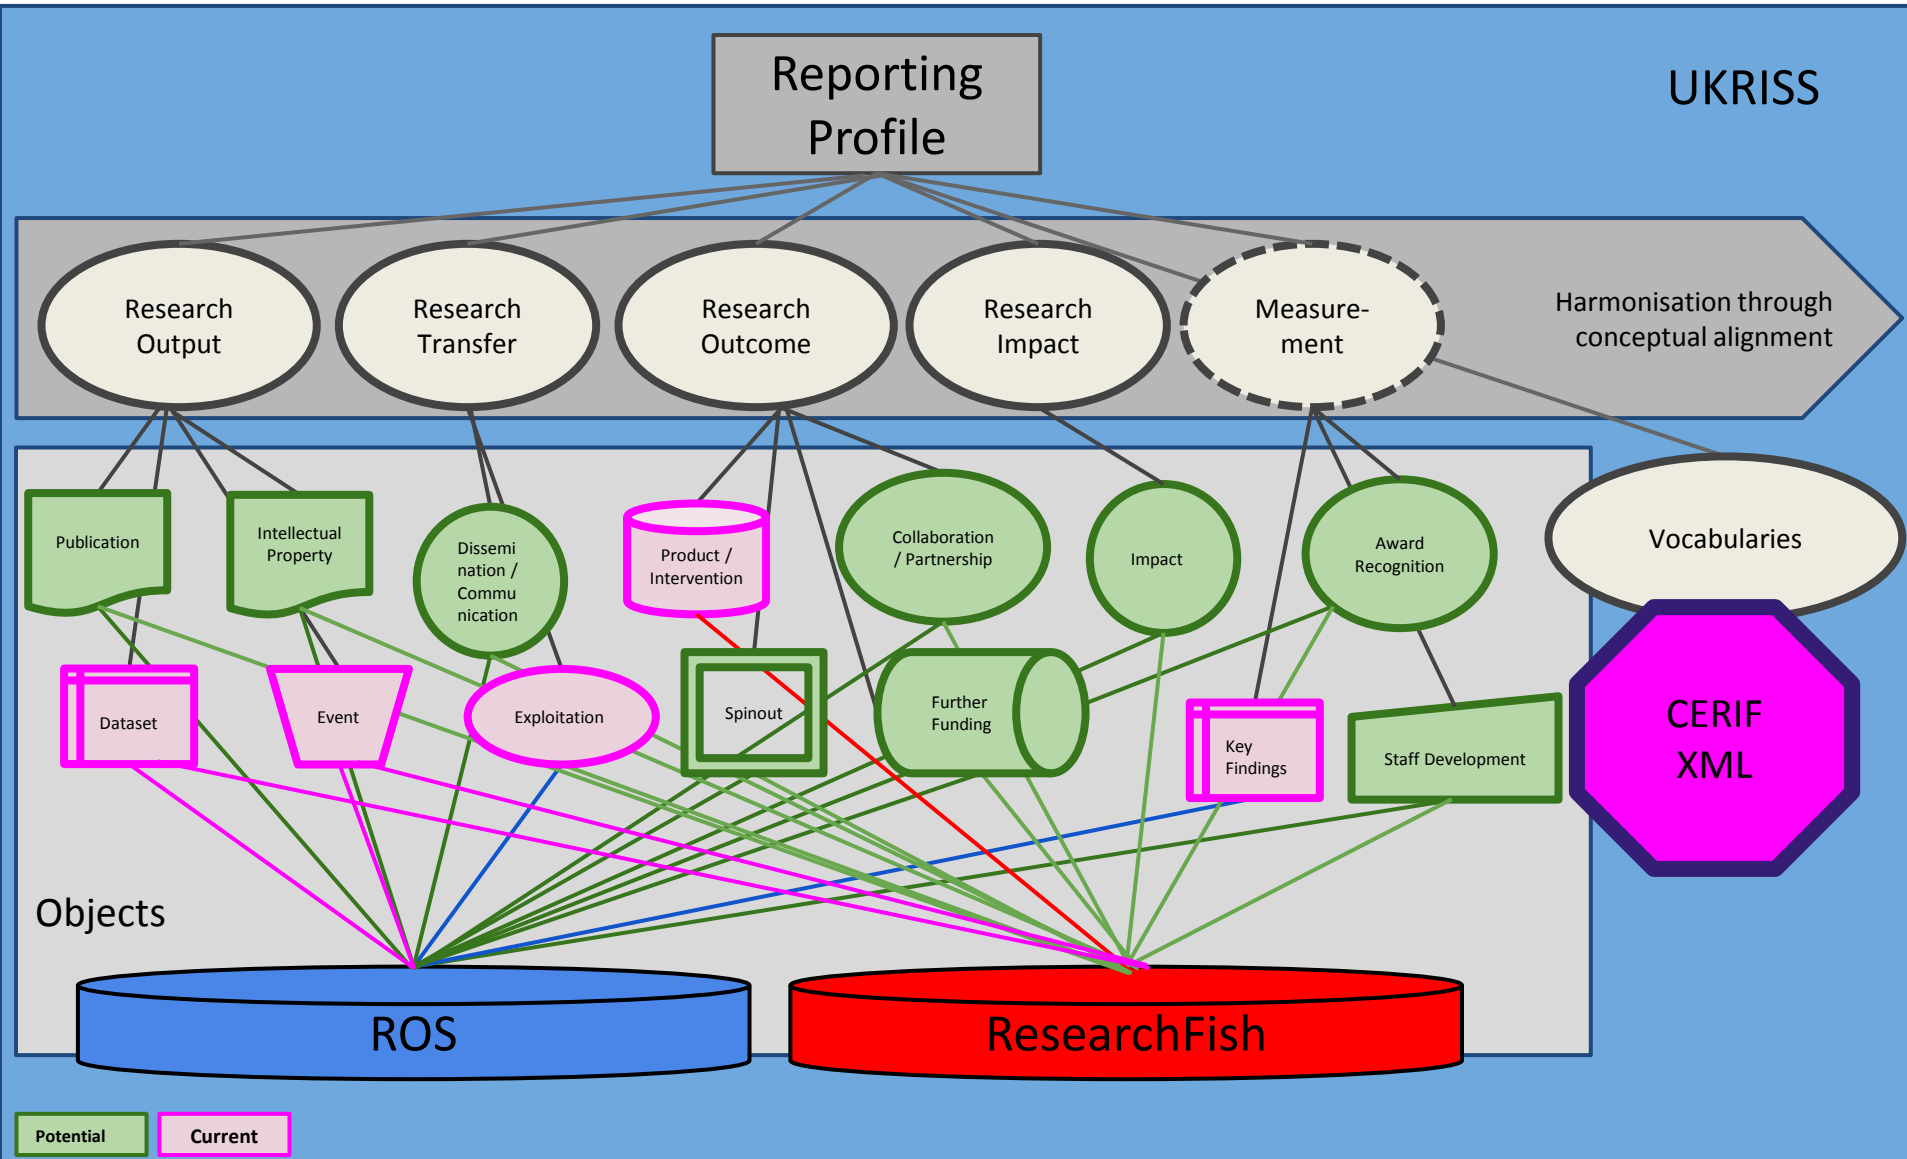 Reporting
Profile
UKRISS
Research
Output
Research
Transfer
Research
Outcome
Research
Impact
Measure-
ment
Harmonisation through
conceptual alignment
Publication
Intellectual
Property
Dissemi
nation /
Commu
nication
Product /
Intervention
Collaboration
/ Partnership
Impact
Award
Recognition
Vocabularies
Dataset
Event
Exploitation
Spinout
Further
Funding
Key
Findings
Staff Development
CERIF
XML
Objects
ROS
ResearchFish
Potential
Current